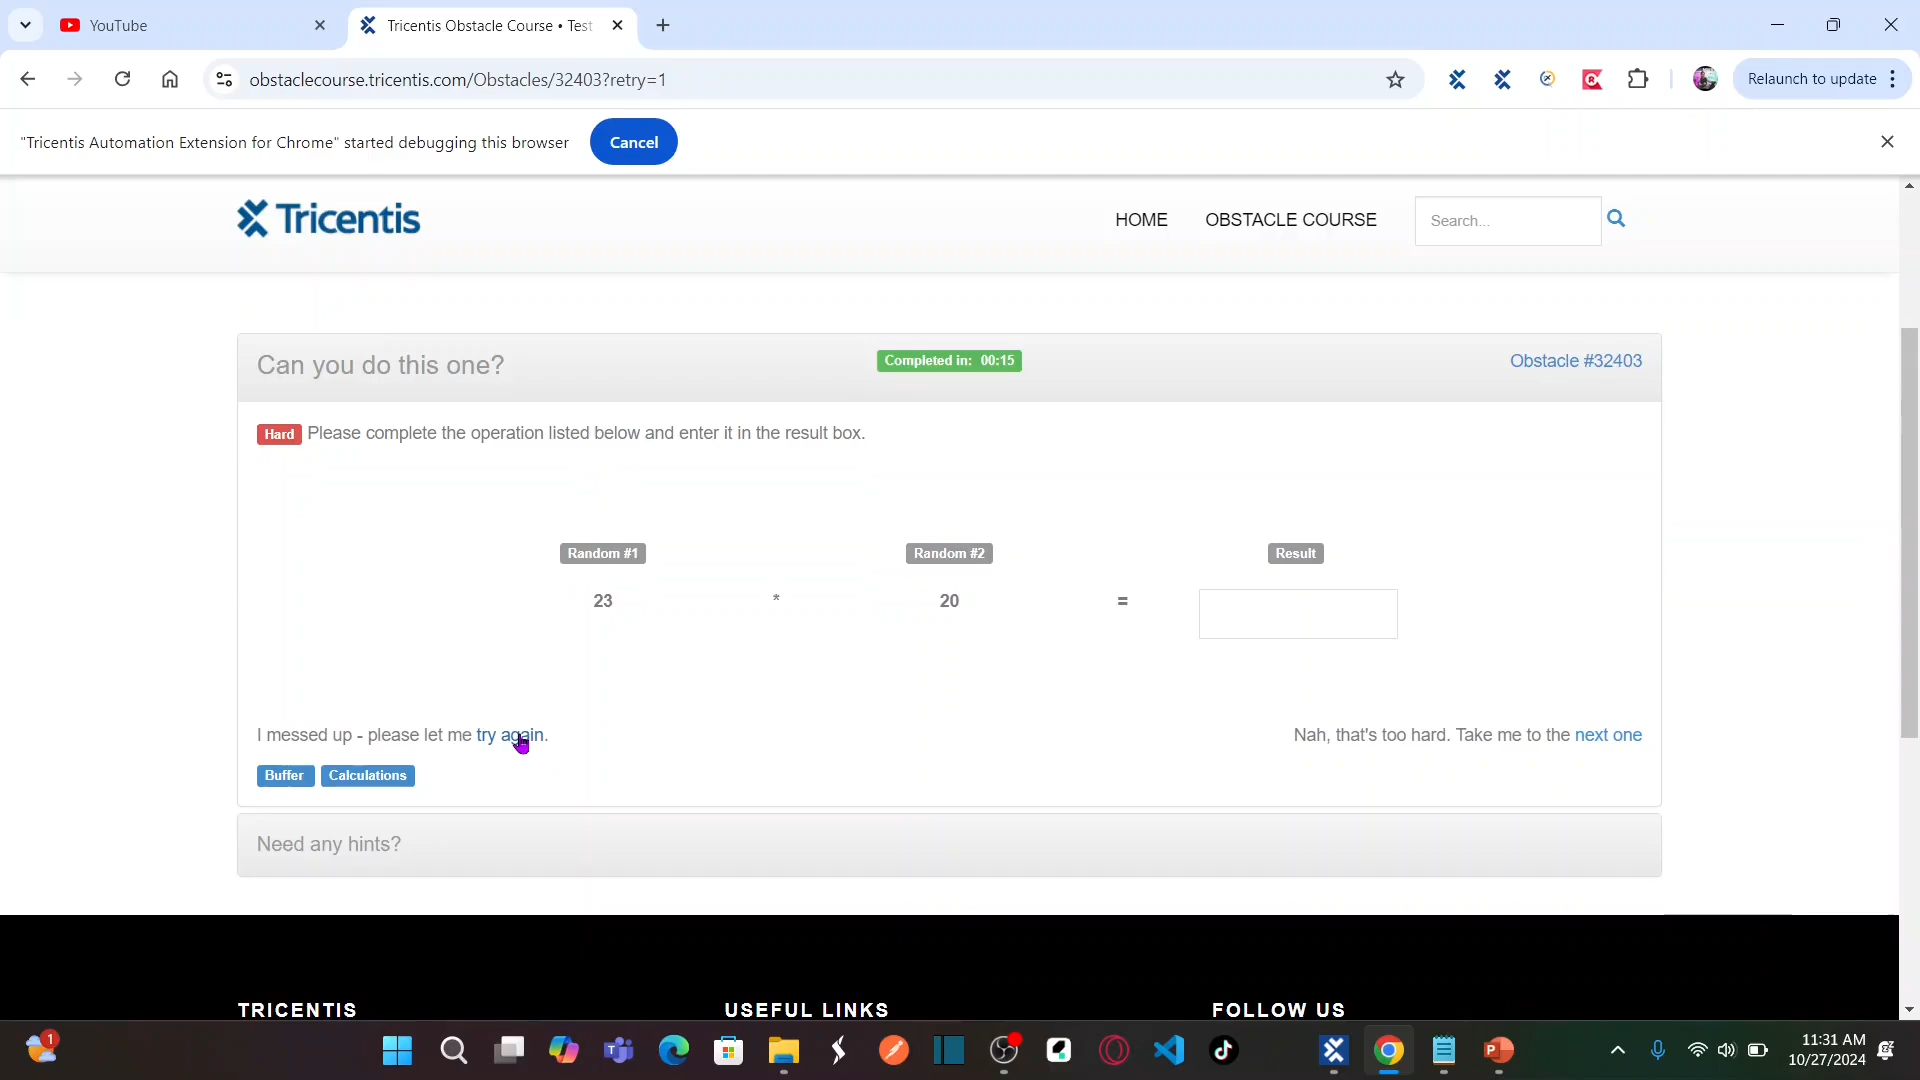 YouTube
Tricentis Obstacle Course • Test
obstaclecourse.tricentis.com/Obstacles/32403?retry=1
Relaunch to update
"Tricentis Automation Extension for Chrome" started debugging this browser
Cancel
Tricentis
HOME
OBSTACLE COURSE
Search...
Can you do this one?
Completed in: 00:15
Obstacle #32403
Hard Please complete the operation listed below and enter it in the result box.
Random #1
Random #2
Result
23 * 20 =
I messed up - please let me try again.
Nah, that's too hard. Take me to the next one
Buffer
Calculations
Need any hints?
TRICENTIS
USEFUL LINKS
FOLLOW US
1
11:31 AM
10/27/2024